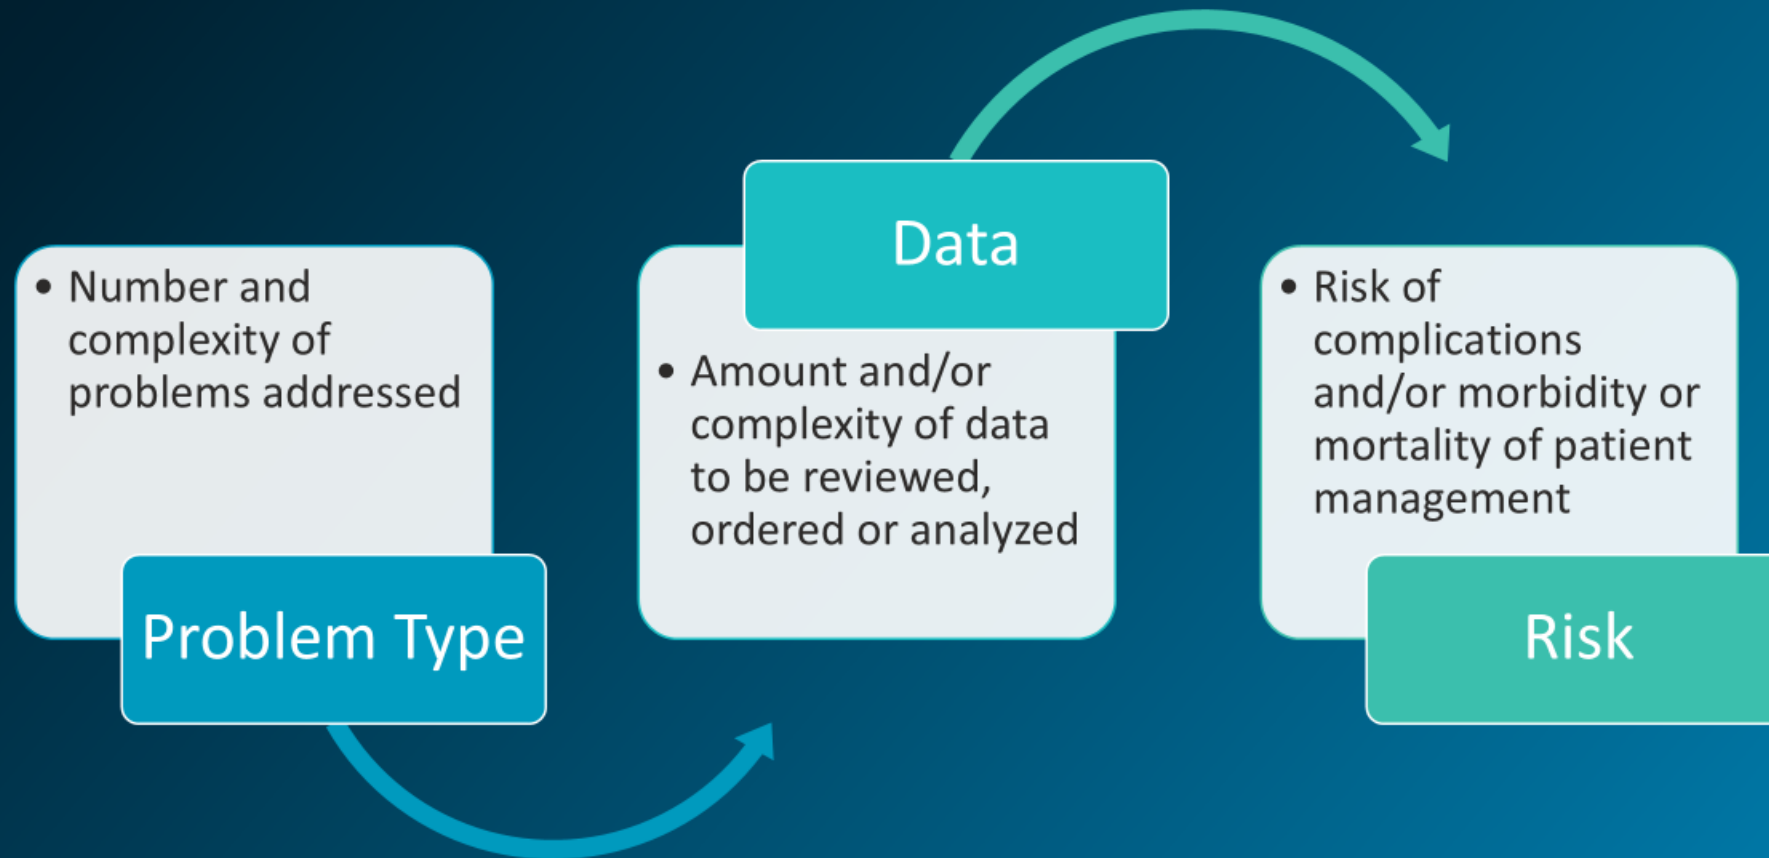 • Number and
complexity of
problems addressed
Problem Type
Data
• Amount and/or
complexity of data
to be reviewed,
ordered or analyzed
• Risk of
complications
and/or morbidity or
mortality of patient
management
Risk